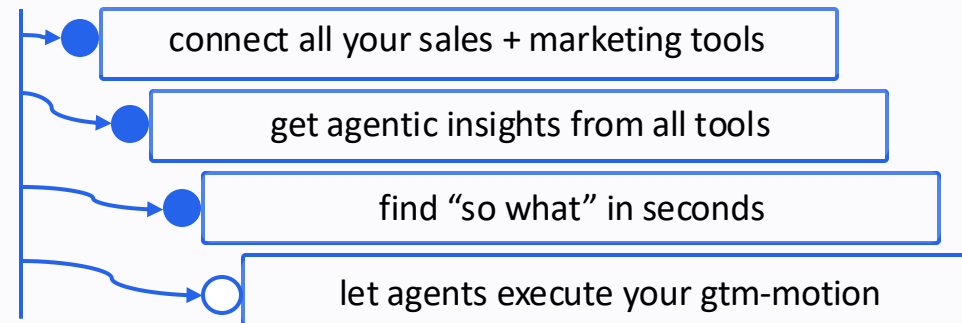 connect all your sales + marketing tools
get agentic insights from all tools
find “so what” in seconds
let agents execute your gtm-motion